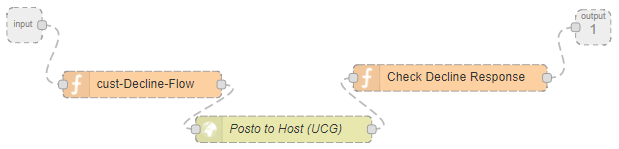 input
cust-Decline-Flow
Posto to Host (UCG)
Check Decline Response
output
1